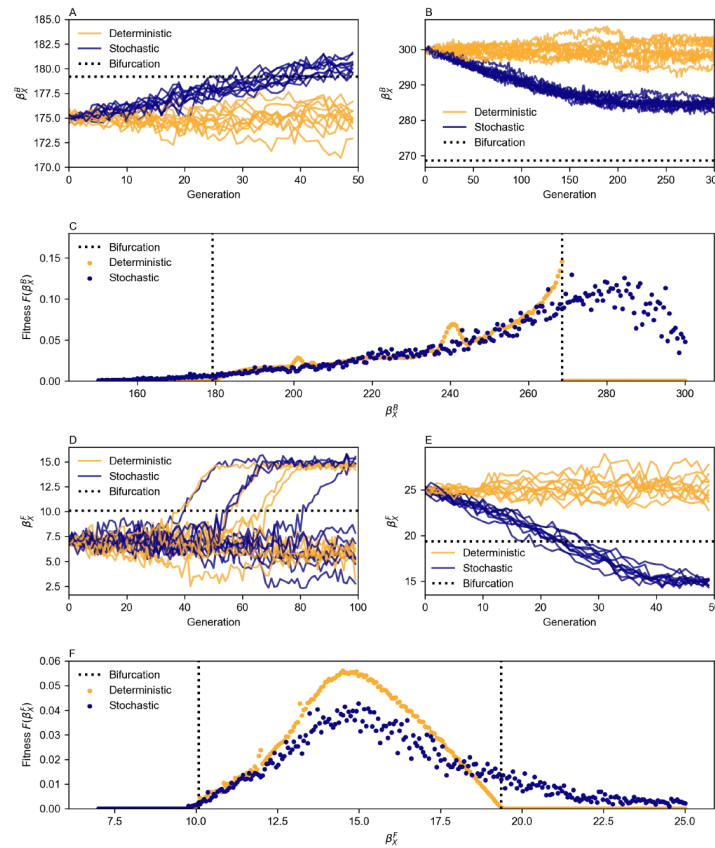 A
185.0
182.5
180.0
177.5
175.0
172.5
170.0
β_X^B
Deterministic
Stochastic
Bifurcation
0 10 20 30 40 50
Generation
B
300
290
280
270
β_X^B
Deterministic
Stochastic
Bifurcation
0 50 100 150 200 250 300
Generation
C
0.15
0.10
0.05
0.00
Fitness F(β_X^B)
Bifurcation
Deterministic
Stochastic
160 180 200 220 240 260 280 300
β_X^B
D
15.0
12.5
10.0
7.5
5.0
2.5
β_X^F
Deterministic
Stochastic
Bifurcation
0 20 40 60 80 100
Generation
E
25
20
15
β_X^F
Deterministic
Stochastic
Bifurcation
0 10 20 30 40 50
Generation
F
0.06
0.05
0.04
0.03
0.02
0.01
0.00
Fitness F(β_X^F)
Bifurcation
Deterministic
Stochastic
7.5 10.0 12.5 15.0 17.5 20.0 22.5 25.0
β_X^F